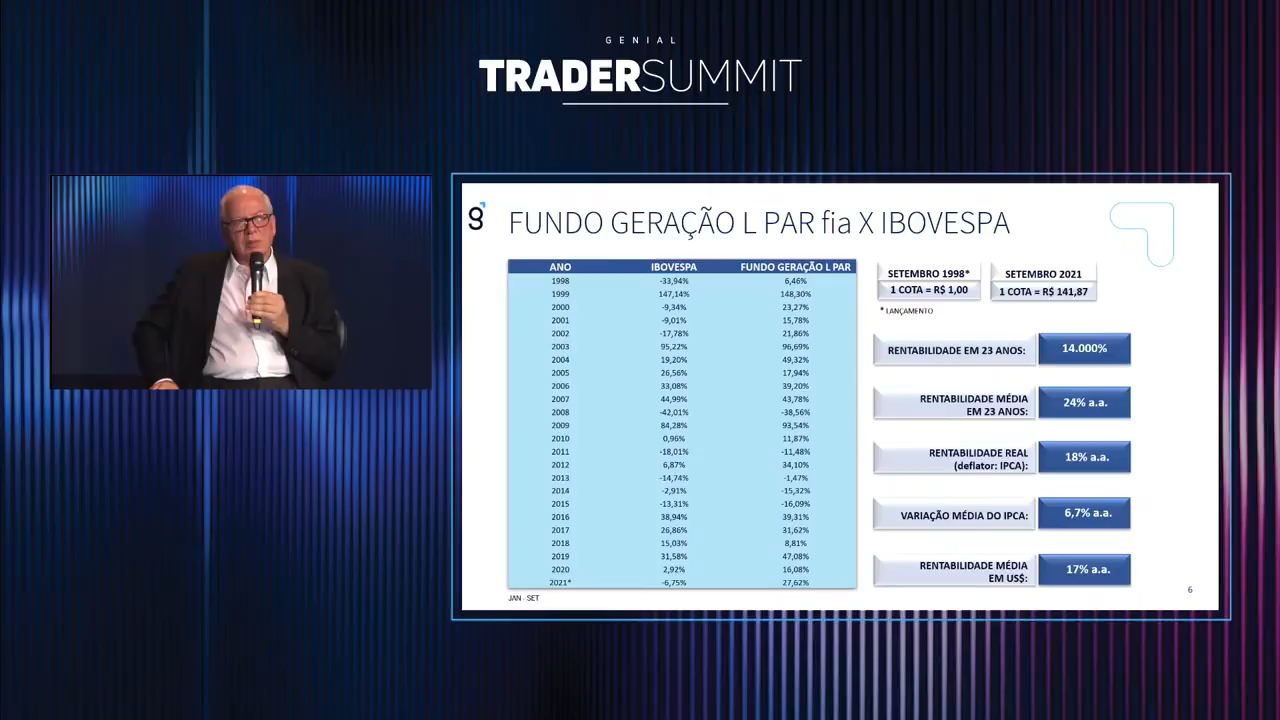 GENIAL
TRADERSUMMIT
g
FUNDO GERAÇÃO L PAR fia X IBOVESPA
ANO IBOVESPA FUNDO GERAÇÃO L PAR
1998 -33,94% 6,46%
1999 147,14% 148,30%
2000 -9,34% 23,27%
2001 -9,01% 15,78%
2002 -17,78% 21,86%
2003 95,22% 96,69%
2004 19,20% 49,32%
2005 26,56% 17,94%
2006 33,08% 39,20%
2007 44,99% 43,78%
2008 -42,01% -38,56%
2009 84,28% 93,54%
2010 0,96% 11,87%
2011 -18,01% -11,48%
2012 6,87% 34,10%
2013 -14,74% -1,47%
2014 -2,91% -15,32%
2015 -13,31% -16,09%
2016 38,94% 39,31%
2017 26,86% 31,62%
2018 15,03% 8,81%
2019 31,58% 47,08%
2020 2,92% 16,08%
2021* -6,75% 27,62%
JAN - SET
SETEMBRO 1998*
1 COTA = R$ 1,00
* LANÇAMENTO
SETEMBRO 2021
1 COTA = R$ 141,87
RENTABILIDADE EM 23 ANOS: 14.000%
RENTABILIDADE MÉDIA
EM 23 ANOS:
24% a.a.
RENTABILIDADE REAL
(deflator: IPCA):
18% a.a.
VARIAÇÃO MÉDIA DO IPCA: 6,7% a.a.
RENTABILIDADE MÉDIA
EM US$:
17% a.a.
6